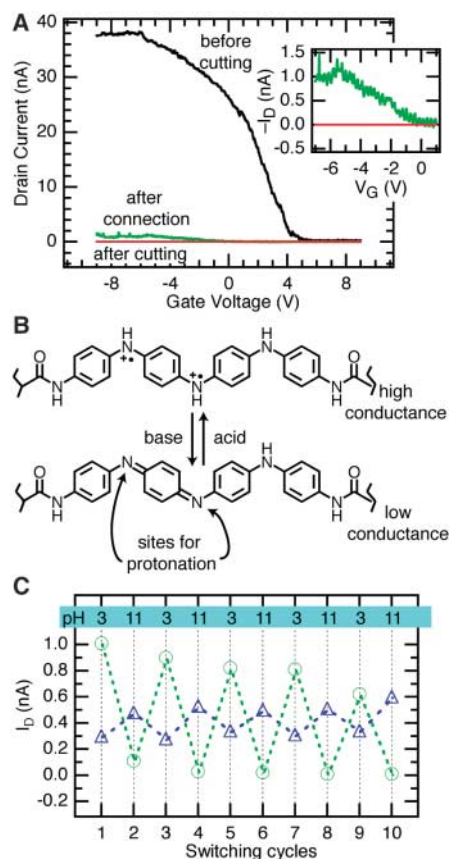 A
40
30
20
10
0
Drain Current (nA)
before
cutting
after
connection
after cutting
-8
-4
0
4
8
Gate Voltage (V)
1.5
1.0
0.5
0.0
-0.5
–I_D (nA)
-6
-4
-2
0
V_G (V)
B
H
N
+•
H
N
O
N
H
N
H
+•
N
H
O
high
conductance
base
acid
N
H
N
O
N
H
N
N
H
O
low
conductance
sites for
protonation
C
pH 3 11 3 11 3 11 3 11 3 11
1.0
0.8
0.6
0.4
0.2
0.0
-0.2
I_D (nA)
1 2 3 4 5 6 7 8 9 10
Switching cycles